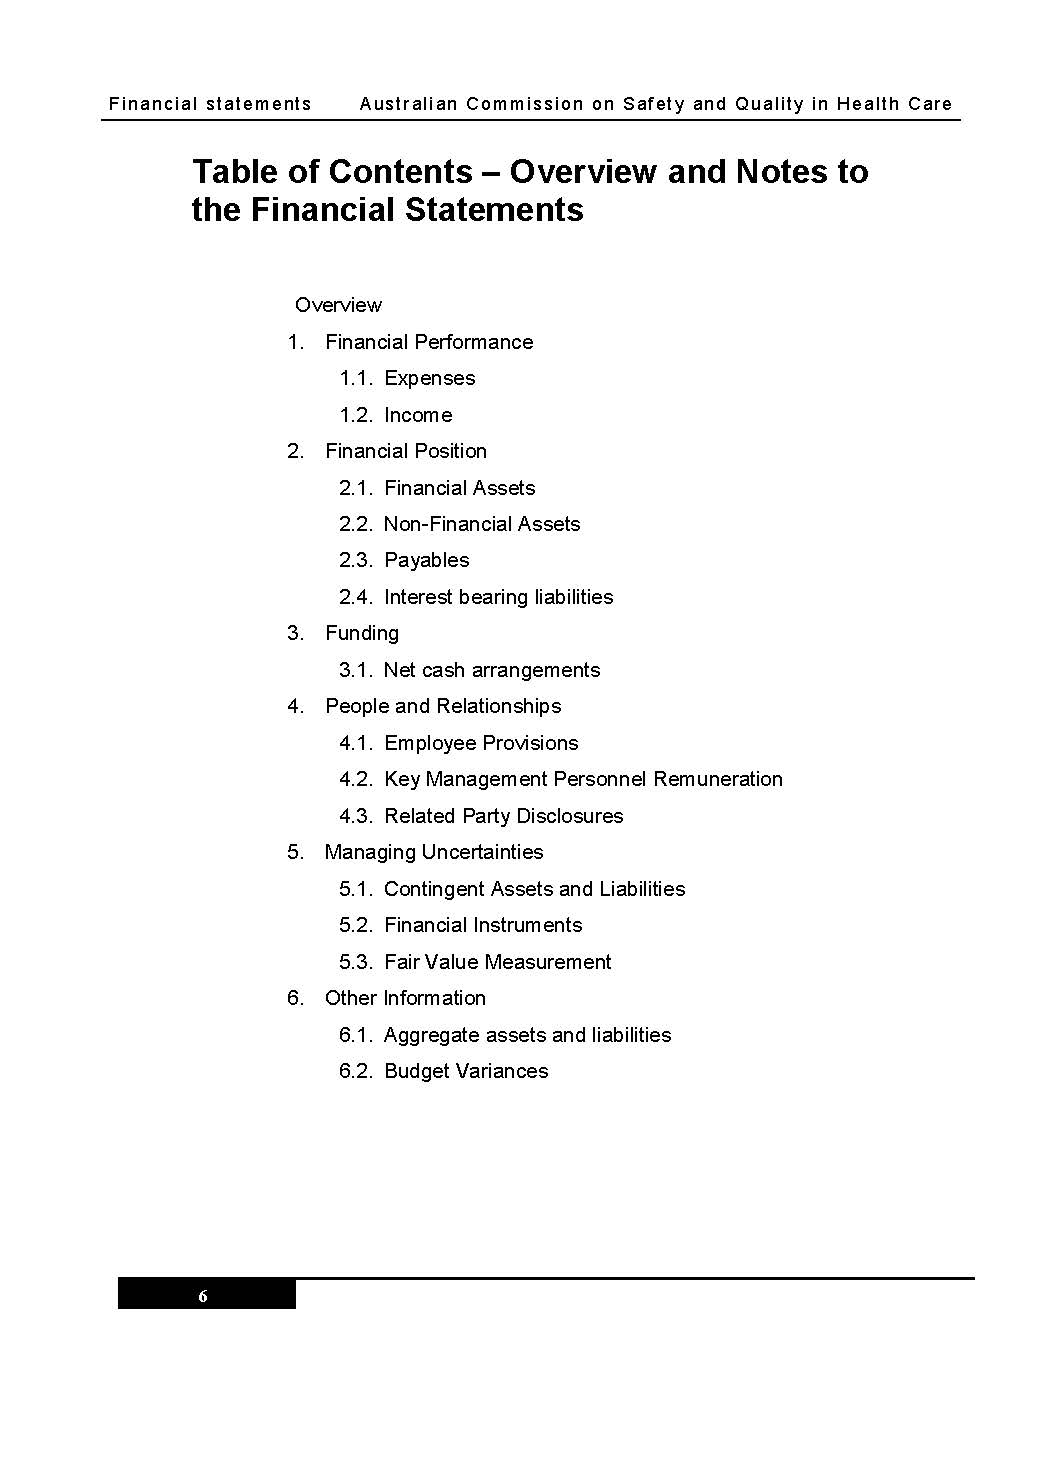 Financial statements Australian Commission on Safety and Quality in Health Care
Table of Contents – Overview and Notes to
the Financial Statements
Overview
1. Financial Performance
1.1. Expenses
1.2. Income
2. Financial Position
2.1. Financial Assets
2.2. Non-Financial Assets
2.3. Payables
2.4. Interest bearing liabilities
3. Funding
3.1. Net cash arrangements
4. People and Relationships
4.1. Employee Provisions
4.2. Key Management Personnel Remuneration
4.3. Related Party Disclosures
5. Managing Uncertainties
5.1. Contingent Assets and Liabilities
5.2. Financial Instruments
5.3. Fair Value Measurement
6. Other Information
6.1. Aggregate assets and liabilities
6.2. Budget Variances
6